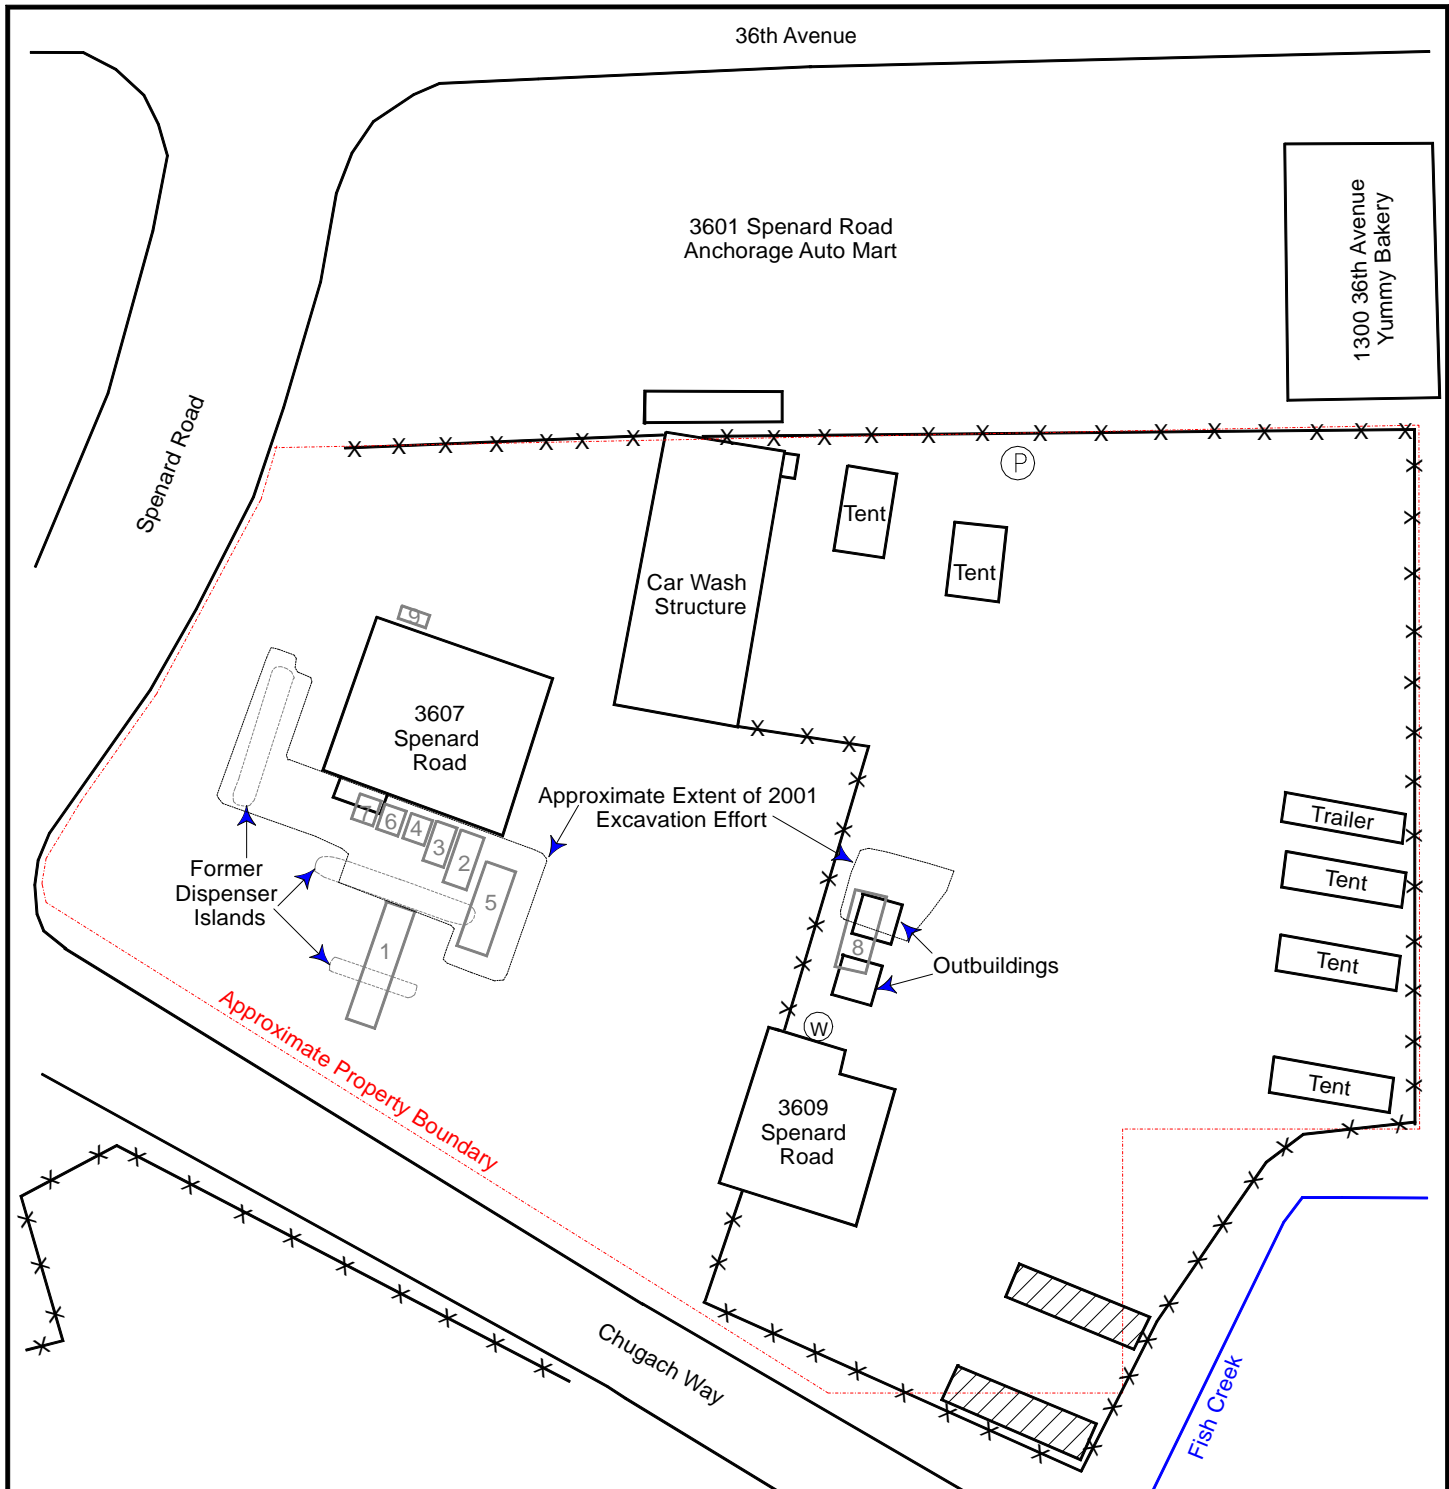 36th Avenue
3601 Spenard Road
Anchorage Auto Mart
1300 36th Avenue
Yummy Bakery
Spenard Road
P
Tent
Tent
Car Wash
Structure
9
3607
Spenard
Road
Approximate Extent of 2001
Excavation Effort
Trailer
Tent
Tent
Tent
7
6
4
3
2
5
1
8
Former
Dispenser
Islands
Outbuildings
W
Approximate Property Boundary
3609
Spenard
Road
Chugach Way
Fish Creek